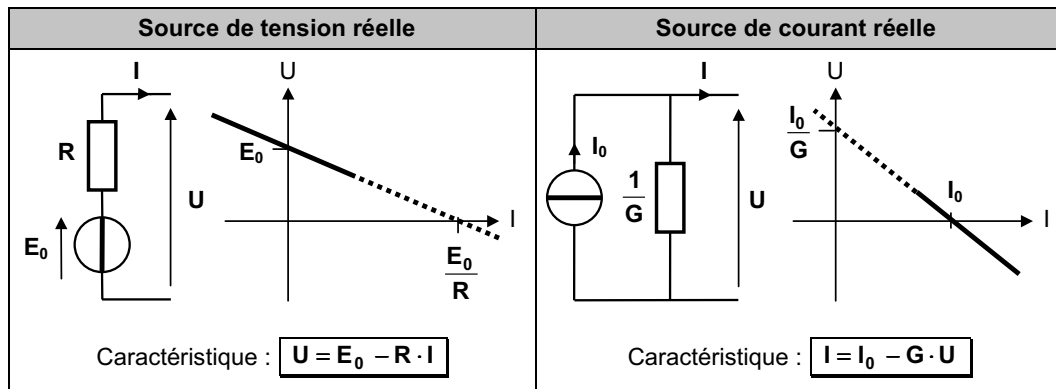 Source de tension réelle
I
R
E₀
U
U
E₀
I
E₀/R
Caractéristique : U = E₀ − R · I
Source de courant réelle
I
I₀
1/G
U
U
I₀/G
I₀
I
Caractéristique : I = I₀ − G · U